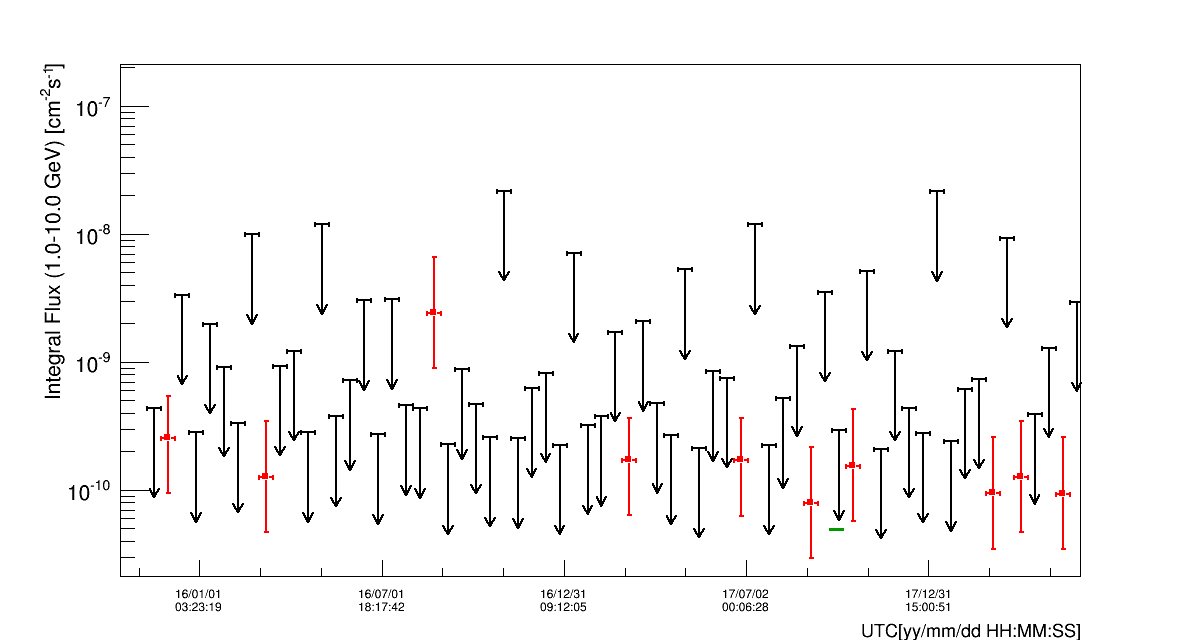 Integral Flux (1.0-10.0 GeV) [cm-2s-1]
10-7
10-8
10-9
10-10
16/01/01 16/07/01 16/12/31 17/07/02 17/12/31
03:23:19 18:17:42 09:12:05 00:06:28 15:00:51
UTC[yy/mm/dd HH:MM:SS]